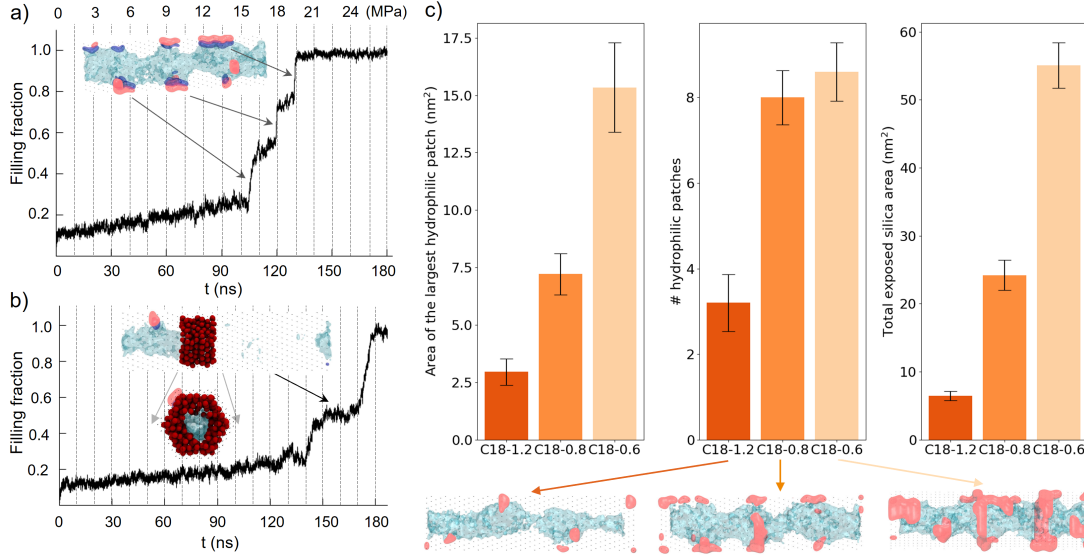 a)
0 3 6 9 12 15 18 21 24 (MPa)
1.0
0.8
0.6
0.4
0.2
Filling fraction
0 30 60 90 120 150 180
t (ns)
b)
1.0
0.8
0.6
0.4
0.2
Filling fraction
0 30 60 90 120 150 180
t (ns)
c)
17.5
15.0
12.5
10.0
7.5
5.0
2.5
0.0
Area of the largest hydrophilic patch (nm²)
C18-1.2 C18-0.8 C18-0.6
8
6
4
2
0
# hydrophilic patches
C18-1.2 C18-0.8 C18-0.6
60
50
40
30
20
10
0
Total exposed silica area (nm²)
C18-1.2 C18-0.8 C18-0.6